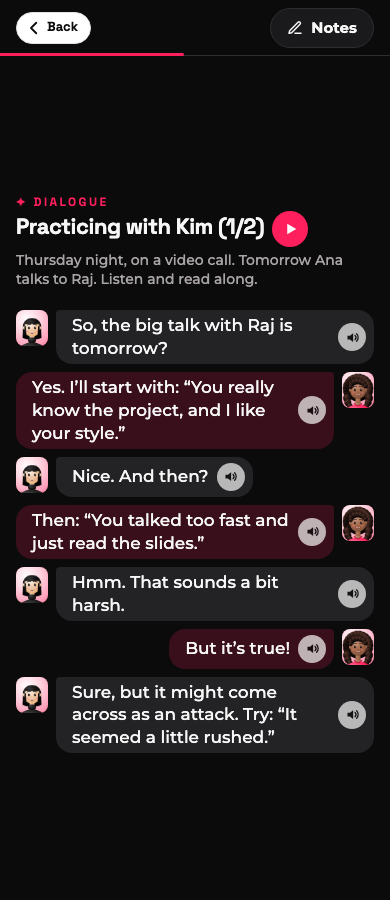 Back
Notes
DIALOGUE
Practicing with Kim (1/2)
Thursday night, on a video call. Tomorrow Ana
talks to Raj. Listen and read along.
So, the big talk with Raj is
tomorrow?
Yes. I’ll start with: “You really
know the project, and I like
your style.”
Nice. And then?
Then: “You talked too fast and
just read the slides.”
Hmm. That sounds a bit
harsh.
But it’s true!
Sure, but it might come
across as an attack. Try: “It
seemed a little rushed.”